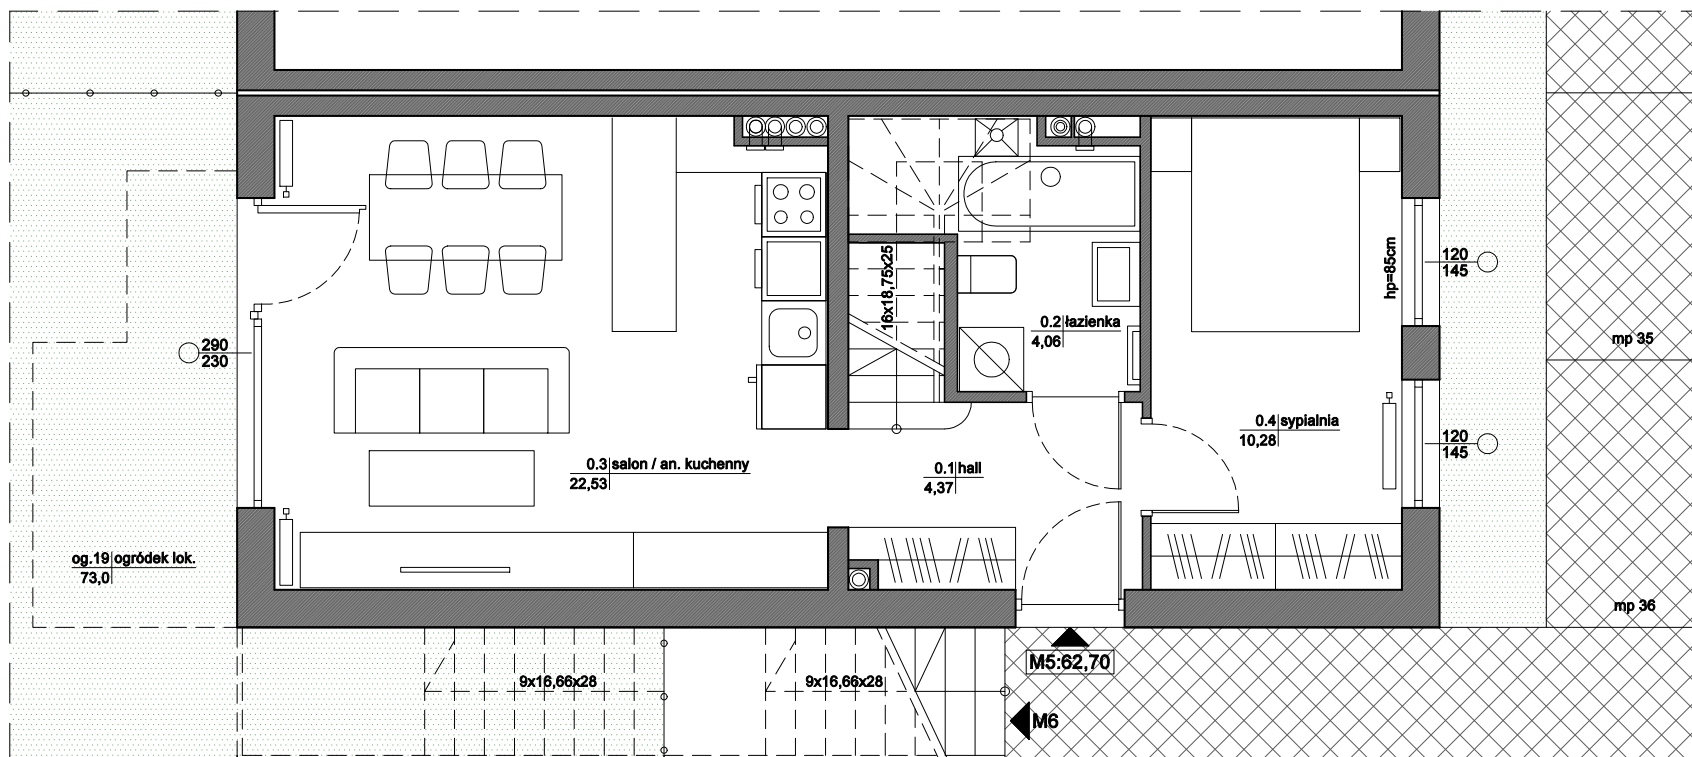 16x18,75x25
hp=85cm
120
145
0.2 łazienka
4,06
290
230
mp 35
0.4 sypialnia
10,28
120
145
0.3 salon / an. kuchenny
22,53
0.1 hall
4,37
og.19 ogródek lok.
73,0
mp 36
M5:62,70
9x16,66x28
9x16,66x28
M6